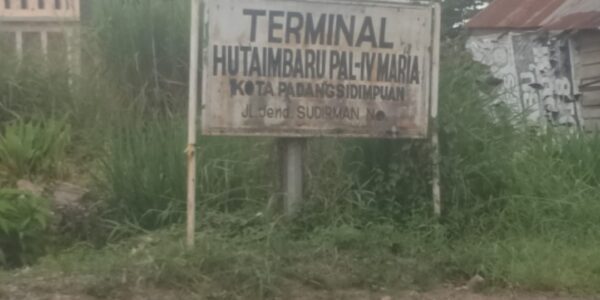 TERMINAL
HUTAIMBARU PAL-IV MARIA
KOTA PADANGSIDIMPUAN
JL. Jend. SUDIRMAN No